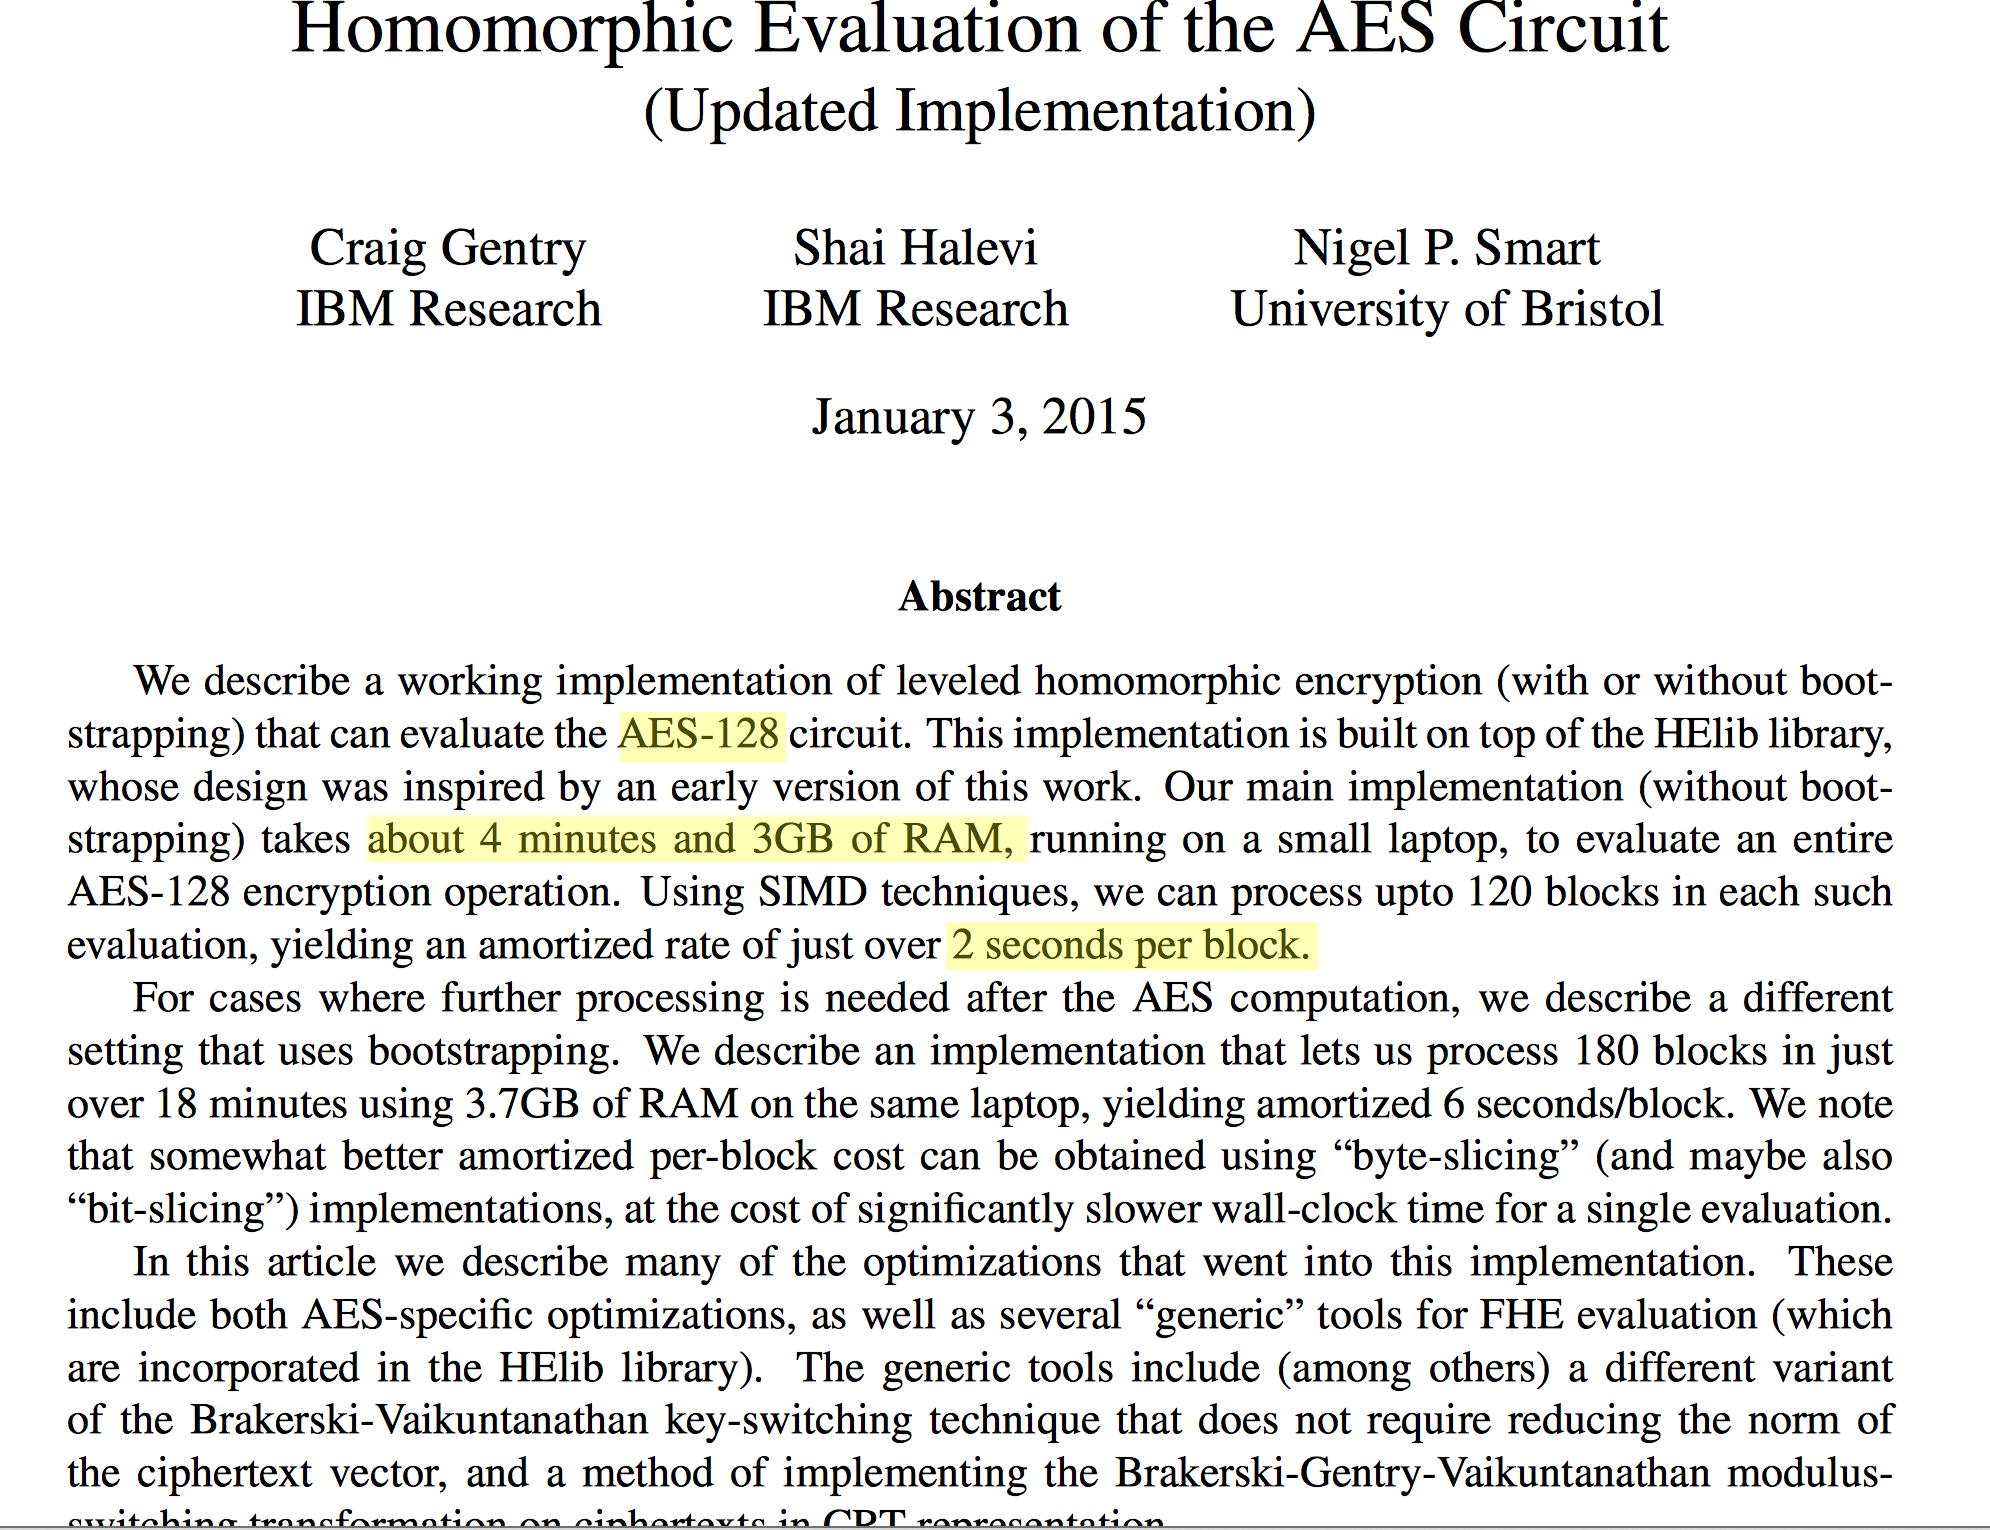 Homomorphic Evaluation of the AES Circuit
(Updated Implementation)
Craig Gentry Shai Halevi Nigel P. Smart
IBM Research IBM Research University of Bristol
January 3, 2015
Abstract
We describe a working implementation of leveled homomorphic encryption (with or without boot-
strapping) that can evaluate the AES-128 circuit. This implementation is built on top of the HElib library,
whose design was inspired by an early version of this work. Our main implementation (without boot-
strapping) takes about 4 minutes and 3GB of RAM, running on a small laptop, to evaluate an entire
AES-128 encryption operation. Using SIMD techniques, we can process upto 120 blocks in each such
evaluation, yielding an amortized rate of just over 2 seconds per block.
For cases where further processing is needed after the AES computation, we describe a different
setting that uses bootstrapping. We describe an implementation that lets us process 180 blocks in just
over 18 minutes using 3.7GB of RAM on the same laptop, yielding amortized 6 seconds/block. We note
that somewhat better amortized per-block cost can be obtained using “byte-slicing” (and maybe also
“bit-slicing”) implementations, at the cost of significantly slower wall-clock time for a single evaluation.
In this article we describe many of the optimizations that went into this implementation. These
include both AES-specific optimizations, as well as several “generic” tools for FHE evaluation (which
are incorporated in the HElib library). The generic tools include (among others) a different variant
of the Brakerski-Vaikuntanathan key-switching technique that does not require reducing the norm of
the ciphertext vector, and a method of implementing the Brakerski-Gentry-Vaikuntanathan modulus-
switching transformation on ciphertexts in CRT representation.